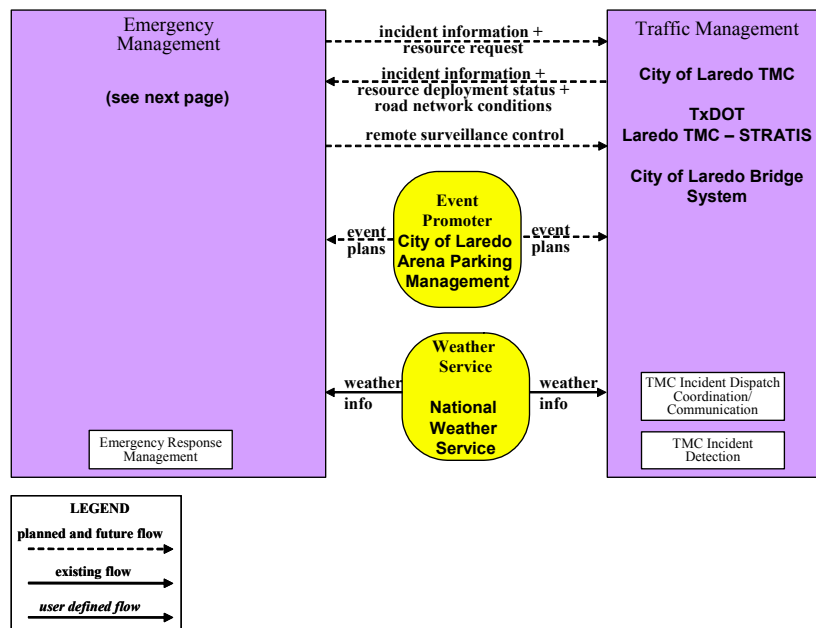 Emergency
Management
(see next page)
Emergency Response
Management
incident information +
resource request
incident information +
resource deployment status +
road network conditions
remote surveillance control
event
plans
Event
Promoter
City of Laredo
Arena Parking
Management
event
plans
weather
info
Weather
Service
National
Weather
Service
weather
info
Traffic Management
City of Laredo TMC
TxDOT
Laredo TMC – STRATIS
City of Laredo Bridge
System
TMC Incident Dispatch
Coordination/
Communication
TMC Incident
Detection
LEGEND
planned and future flow
existing flow
user defined flow